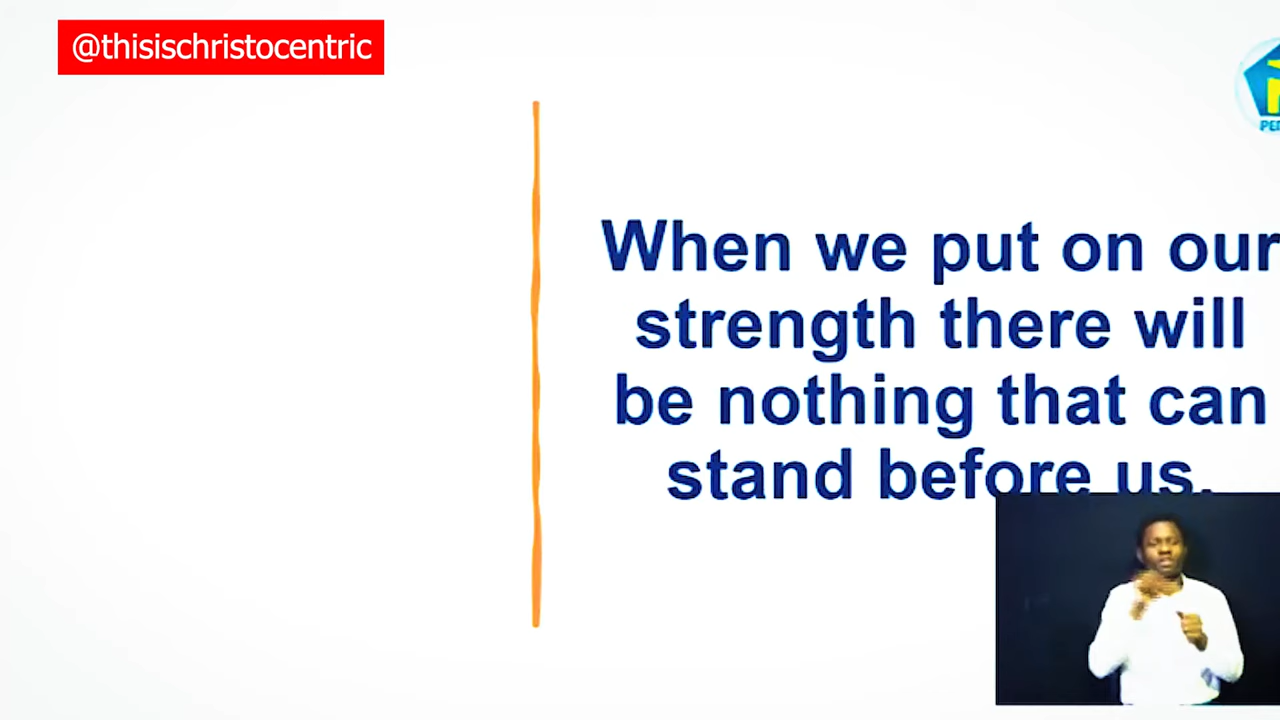 @thisischristocentric
When we put on our
strength there will
be nothing that can
stand before us.